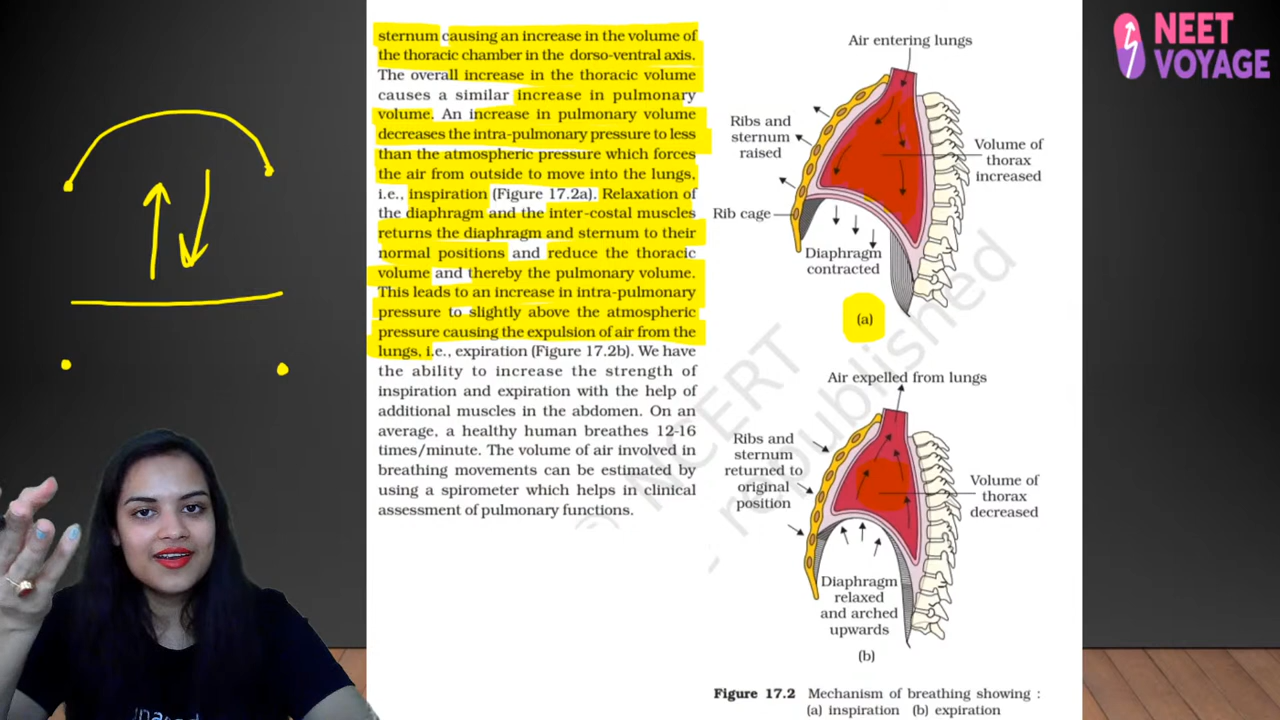 sternum causing an increase in the volume of
the thoracic chamber in the dorso-ventral axis.
The overall increase in the thoracic volume
causes a similar increase in pulmonary
volume. An increase in pulmonary volume
decreases the intra-pulmonary pressure to less
than the atmospheric pressure which forces
the air from outside to move into the lungs,
i.e., inspiration (Figure 17.2a). Relaxation of
the diaphragm and the inter-costal muscles
returns the diaphragm and sternum to their
normal positions and reduce the thoracic
volume and thereby the pulmonary volume.
This leads to an increase in intra-pulmonary
pressure to slightly above the atmospheric
pressure causing the expulsion of air from the
lungs, i.e., expiration (Figure 17.2b). We have
the ability to increase the strength of
inspiration and expiration with the help of
additional muscles in the abdomen. On an
average, a healthy human breathes 12-16
times/minute. The volume of air involved in
breathing movements can be estimated by
using a spirometer which helps in clinical
assessment of pulmonary functions.
Air entering lungs
Ribs and
sternum
raised
Volume of
thorax
increased
Rib cage
Diaphragm
contracted
(a)
Air expelled from lungs
Ribs and
sternum
returned to
original
position
Volume of
thorax
decreased
Diaphragm
relaxed
and arched
upwards
(b)
Figure 17.2 Mechanism of breathing showing :
(a) inspiration (b) expiration
© NCERT
republished
NEET
VOYAGE